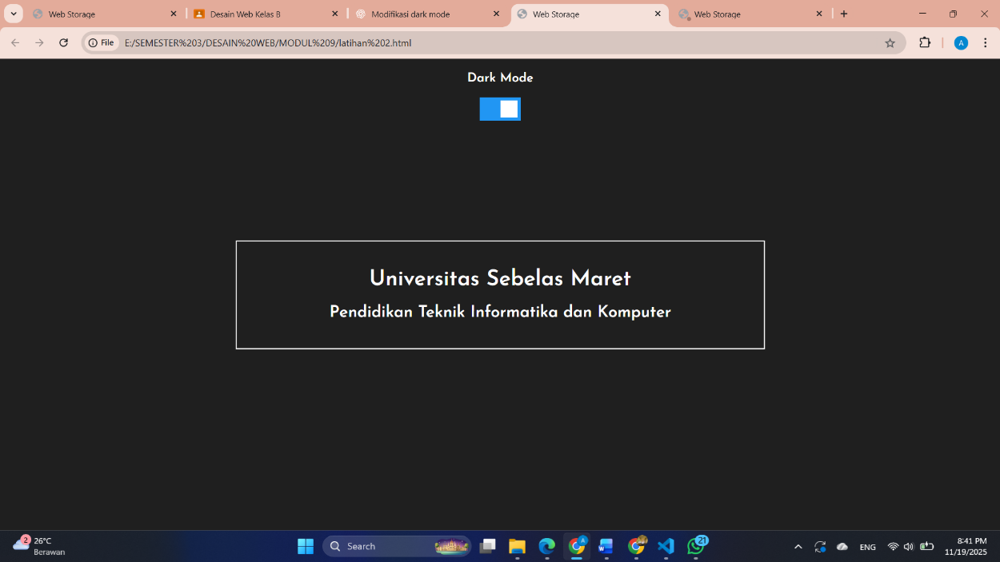 Web Storage
Desain Web Kelas B
Modifikasi dark mode
Web Storage
Web Storage
File
E:/SEMESTER%203/DESAIN%20WEB/MODUL%209/latihan%202.html
A
Dark Mode
Universitas Sebelas Maret
Pendidikan Teknik Informatika dan Komputer
2
26°C
Berawan
Search
A
21
ENG
8:41 PM
11/19/2025